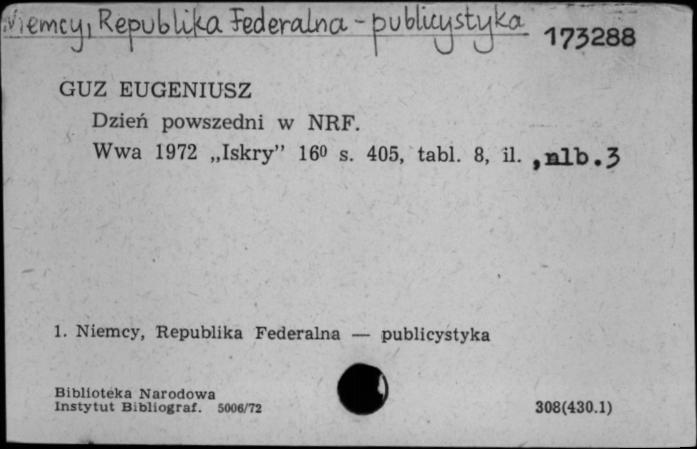 Niemcy, Republika Federalna - publicystyka 173288
GUZ EUGENIUSZ
Dzień powszedni w NRF.
Wwa 1972 „Iskry” 16⁰ s. 405, tabl. 8, il. , nlb. 3
1. Niemcy, Republika Federalna — publicystyka
Biblioteka Narodowa
Instytut Bibliograf. 5006/72 308(430.1)